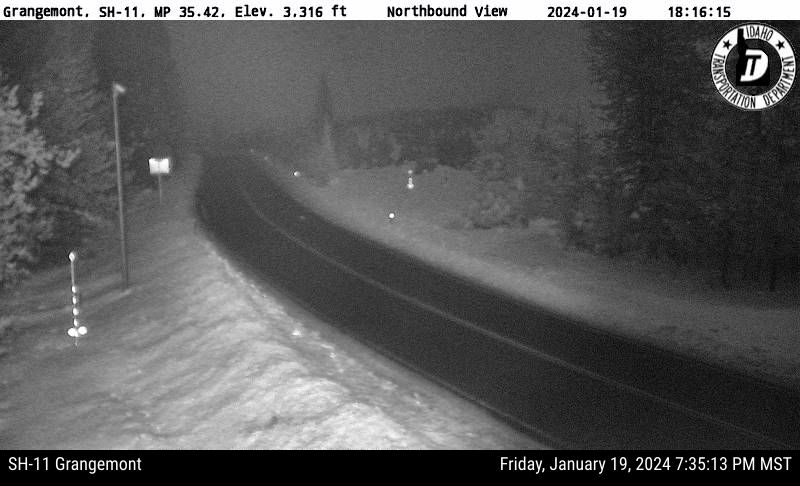 Grangemont, SH-11, MP 35.42, Elev. 3,316 ft Northbound View 2024-01-19 18:16:15
IDAHO
TRANSPORTATION DEPARTMENT
SH-11 Grangemont Friday, January 19, 2024 7:35:13 PM MST